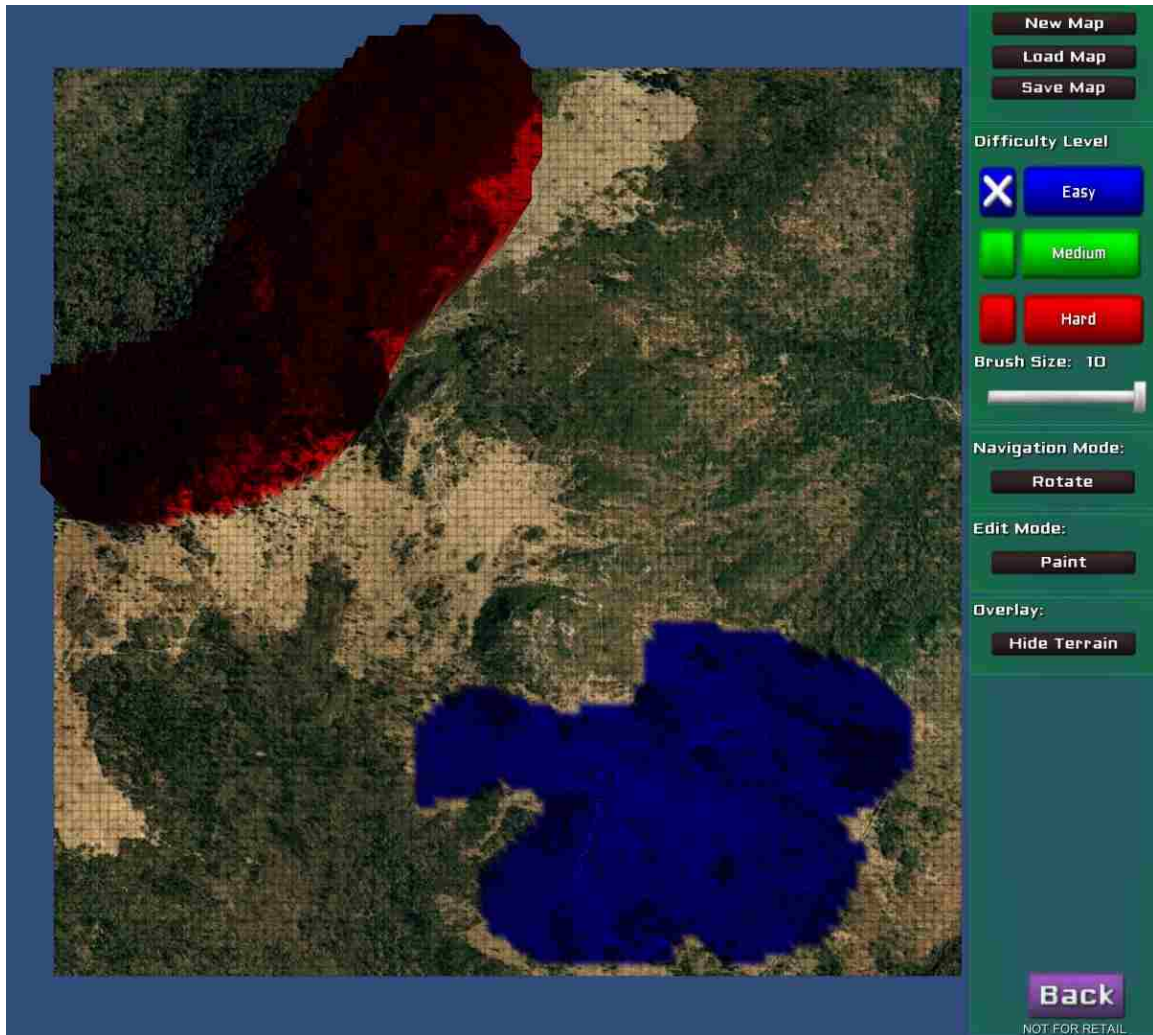 New Map
Load Map
Save Map
Difficulty Level
Easy
Medium
Hard
Brush Size: 10
Navigation Mode:
Rotate
Edit Mode:
Paint
Overlay:
Hide Terrain
Back
NOT FOR RETAIL